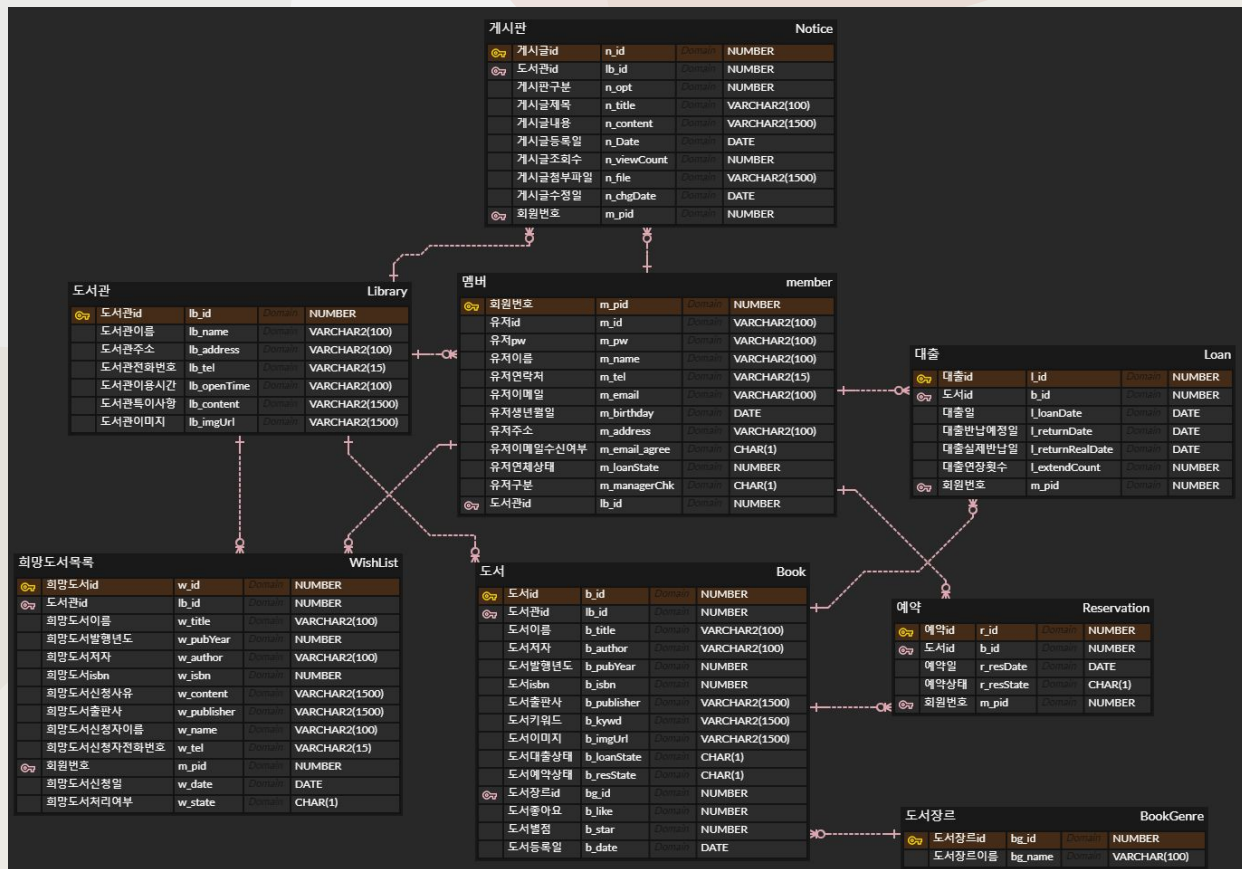 게시판 Notice
게시글id n_id Domain NUMBER
도서관id lb_id Domain NUMBER
게시판구분 n_opt Domain NUMBER
게시글제목 n_title Domain VARCHAR2(100)
게시글내용 n_content Domain VARCHAR2(1500)
게시글등록일 n_Date Domain DATE
게시글조회수 n_viewCount Domain NUMBER
게시글첨부파일 n_file Domain VARCHAR2(1500)
게시글수정일 n_chgDate Domain DATE
회원번호 m_pid Domain NUMBER
도서관 Library
도서관id lb_id Domain NUMBER
도서관이름 lb_name Domain VARCHAR2(100)
도서관주소 lb_address Domain VARCHAR2(100)
도서관전화번호 lb_tel Domain VARCHAR2(15)
도서관이용시간 lb_openTime Domain VARCHAR2(100)
도서관특이사항 lb_content Domain VARCHAR2(1500)
도서관이미지 lb_imgUrl Domain VARCHAR2(1500)
멤버 member
회원번호 m_pid Domain NUMBER
유저id m_id Domain VARCHAR2(100)
유저pw m_pw Domain VARCHAR2(100)
유저이름 m_name Domain VARCHAR2(100)
유저연락처 m_tel Domain VARCHAR2(15)
유저이메일 m_email Domain VARCHAR2(100)
유저생년월일 m_birthday Domain DATE
유저주소 m_address Domain VARCHAR2(100)
유저이메일수신여부 m_email_agree Domain CHAR(1)
유저연체상태 m_loanState Domain NUMBER
유저구분 m_managerChk Domain CHAR(1)
도서관id lb_id Domain NUMBER
대출 Loan
대출id l_id Domain NUMBER
도서id b_id Domain NUMBER
대출일 l_loanDate Domain DATE
대출반납예정일 l_returnDate Domain DATE
대출실제반납일 l_returnRealDate Domain DATE
대출연장횟수 l_extendCount Domain NUMBER
회원번호 m_pid Domain NUMBER
희망도서목록 WishList
희망도서id w_id Domain NUMBER
도서관id lb_id Domain NUMBER
희망도서이름 w_title Domain VARCHAR2(100)
희망도서발행년도 w_pubYear Domain NUMBER
희망도서저자 w_author Domain VARCHAR2(100)
희망도서isbn w_isbn Domain NUMBER
희망도서신청사유 w_content Domain VARCHAR2(1500)
희망도서출판사 w_publisher Domain VARCHAR2(1500)
희망도서신청자이름 w_name Domain VARCHAR2(100)
희망도서신청자전화번호 w_tel Domain VARCHAR2(15)
회원번호 m_pid Domain NUMBER
희망도서신청일 w_date Domain DATE
희망도서처리여부 w_state Domain CHAR(1)
도서 Book
도서id b_id Domain NUMBER
도서관id lb_id Domain NUMBER
도서이름 b_title Domain VARCHAR2(100)
도서저자 b_author Domain VARCHAR2(100)
도서발행년도 b_pubYear Domain NUMBER
도서isbn b_isbn Domain NUMBER
도서출판사 b_publisher Domain VARCHAR2(1500)
도서키워드 b_kywd Domain VARCHAR2(1500)
도서이미지 b_imgUrl Domain VARCHAR2(1500)
도서대출상태 b_loanState Domain CHAR(1)
도서예약상태 b_resState Domain CHAR(1)
도서장르id bg_id Domain NUMBER
도서좋아요 b_like Domain NUMBER
도서별점 b_star Domain NUMBER
도서등록일 b_date Domain DATE
예약 Reservation
예약id r_id Domain NUMBER
도서id b_id Domain NUMBER
예약일 r_resDate Domain DATE
예약상태 r_resState Domain CHAR(1)
회원번호 m_pid Domain NUMBER
도서장르 BookGenre
도서장르id bg_id Domain NUMBER
도서장르이름 bg_name Domain VARCHAR(100)